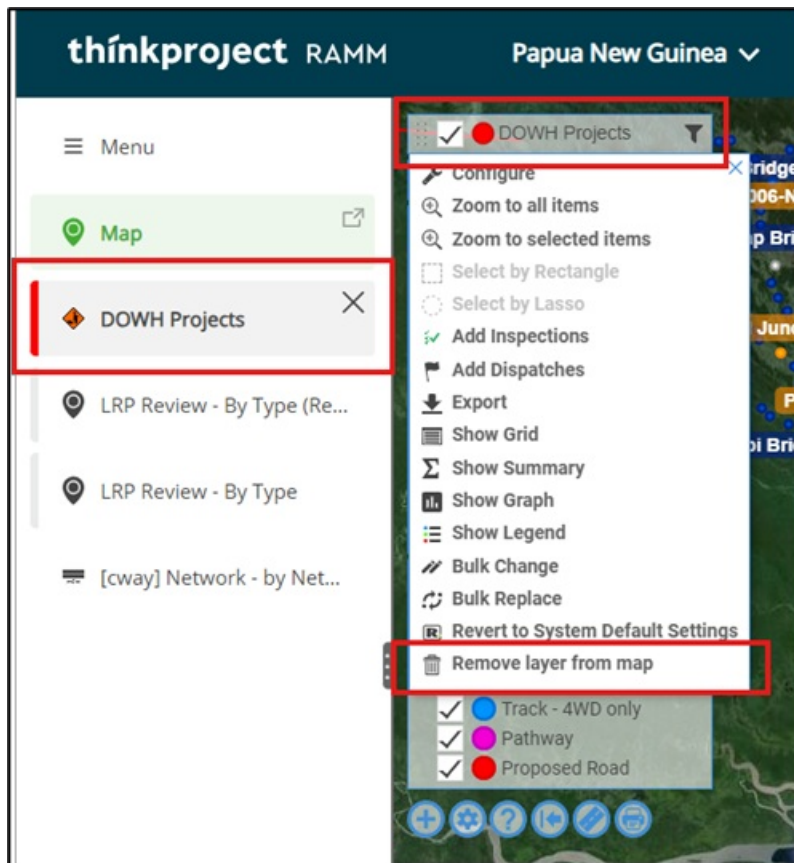 thinkproject RAMM
Papua New Guinea
Menu
Map
DOWH Projects
LRP Review - By Type (Re...
LRP Review - By Type
[cway] Network - by Net...
DOWH Projects
Configure
Zoom to all items
Zoom to selected items
Select by Rectangle
Select by Lasso
Add Inspections
Add Dispatches
Export
Show Grid
Show Summary
Show Graph
Show Legend
Bulk Change
Bulk Replace
Revert to System Default Settings
Remove layer from map
Track - 4WD only
Pathway
Proposed Road